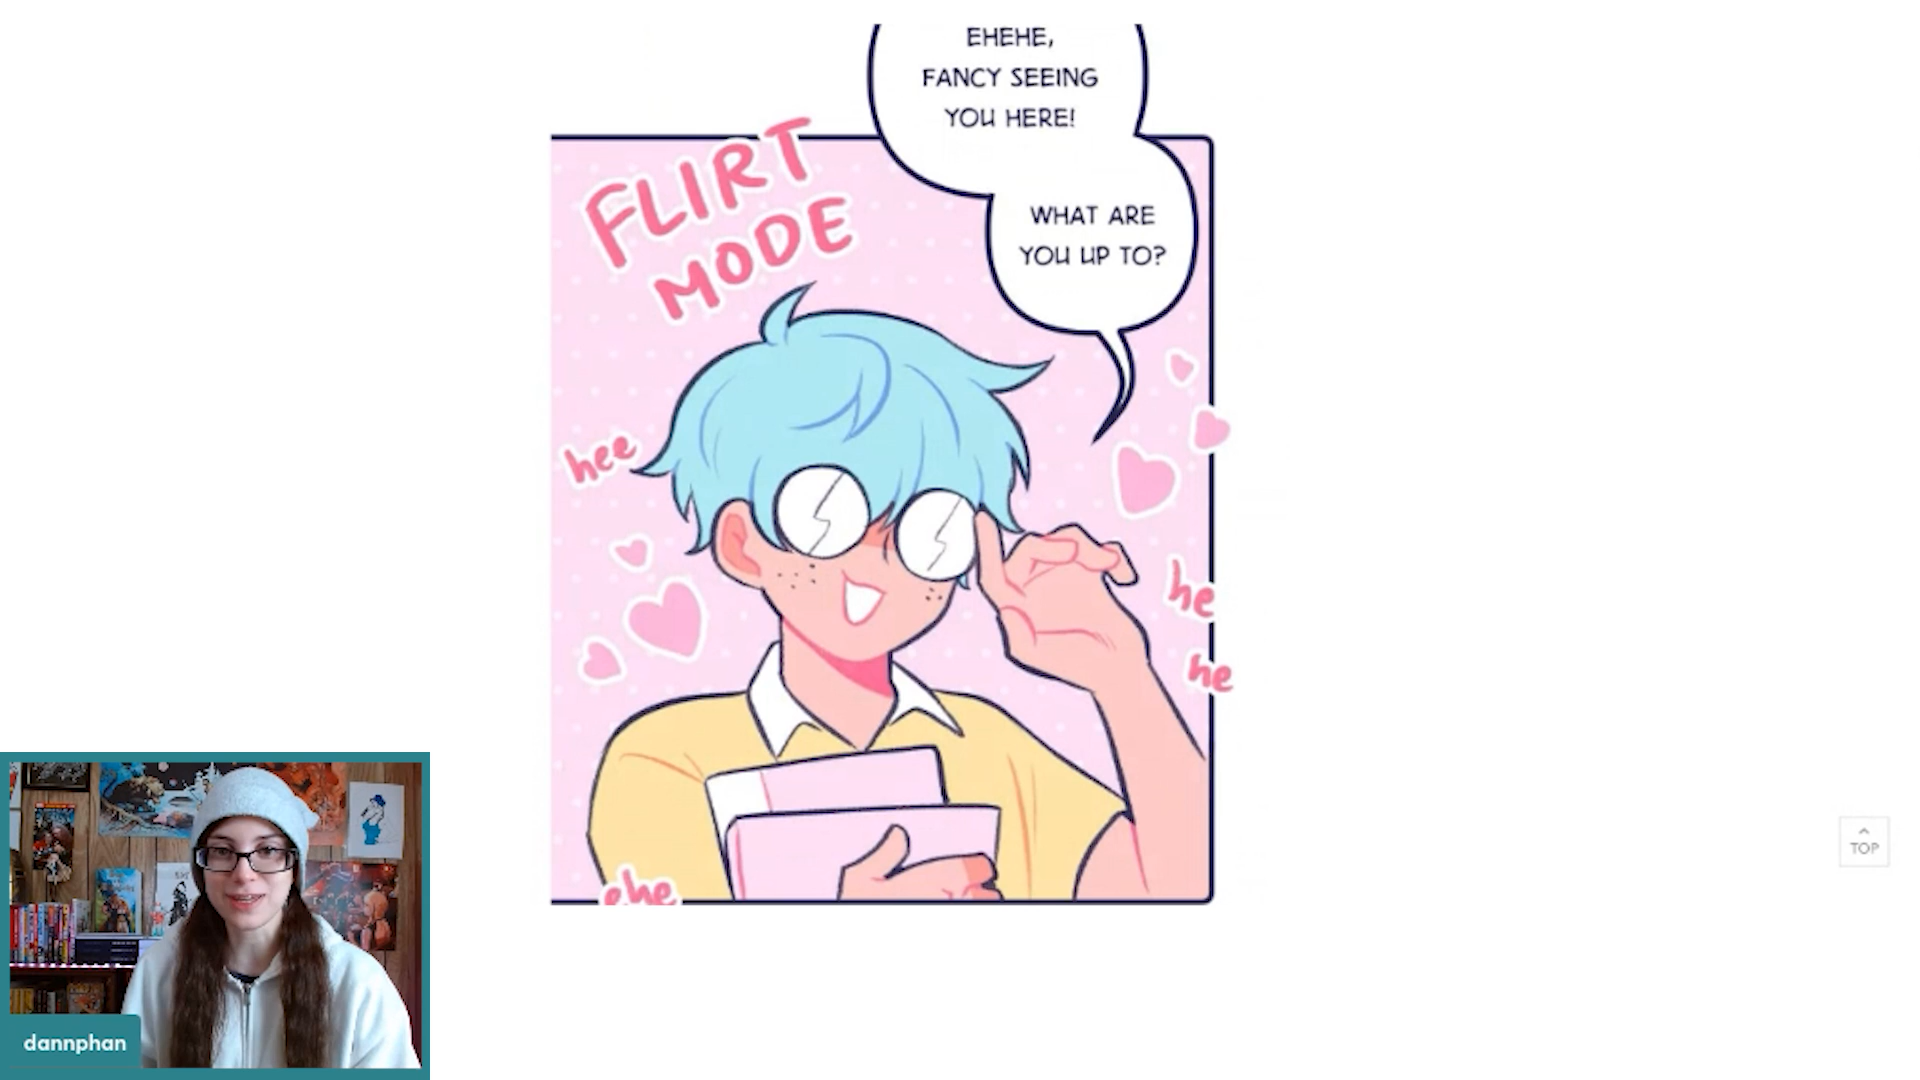 EHEHE,
FANCY SEEING
YOU HERE!
FLIRT
MODE
WHAT ARE
YOU UP TO?
hee
he
he
ehe
TOP
dannphan